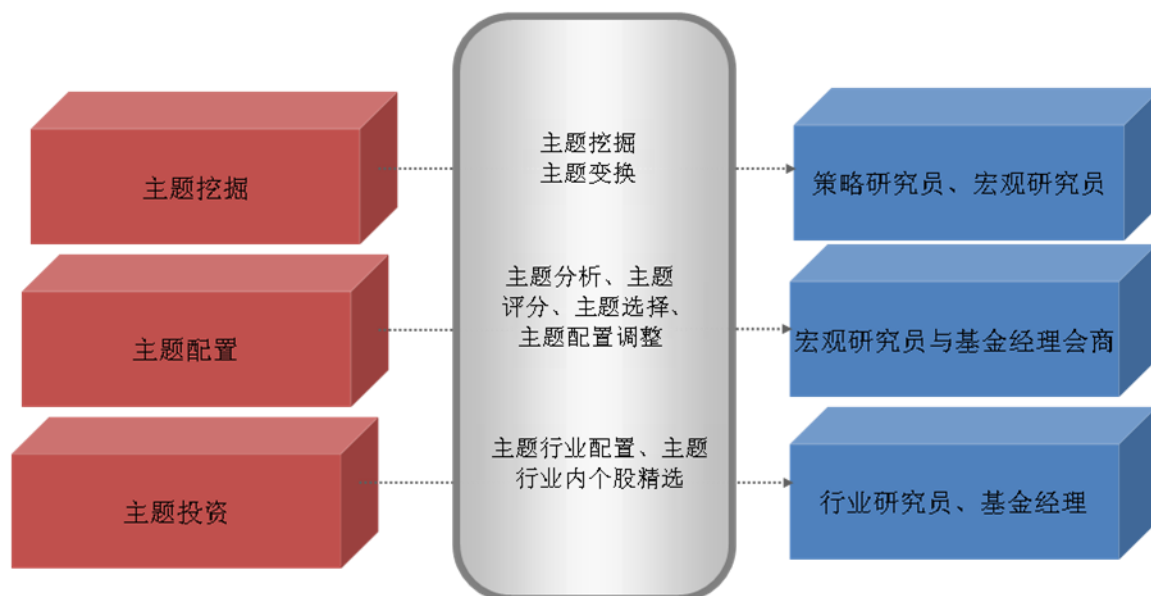 主题挖掘
主题挖掘
主题变换
策略研究员、宏观研究员
主题配置
主题分析、主题
评分、主题选择、
主题配置调整
宏观研究员与基金经理会商
主题投资
主题行业配置、主题
行业内个股精选
行业研究员、基金经理